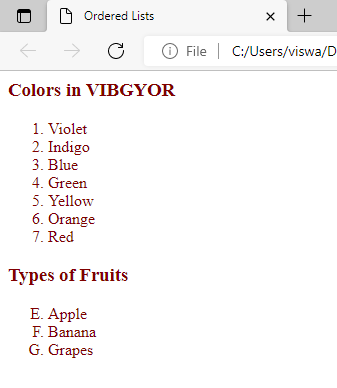 Ordered Lists
File
C:/Users/viswa/D
Colors in VIBGYOR
1. Violet
2. Indigo
3. Blue
4. Green
5. Yellow
6. Orange
7. Red
Types of Fruits
E. Apple
F. Banana
G. Grapes